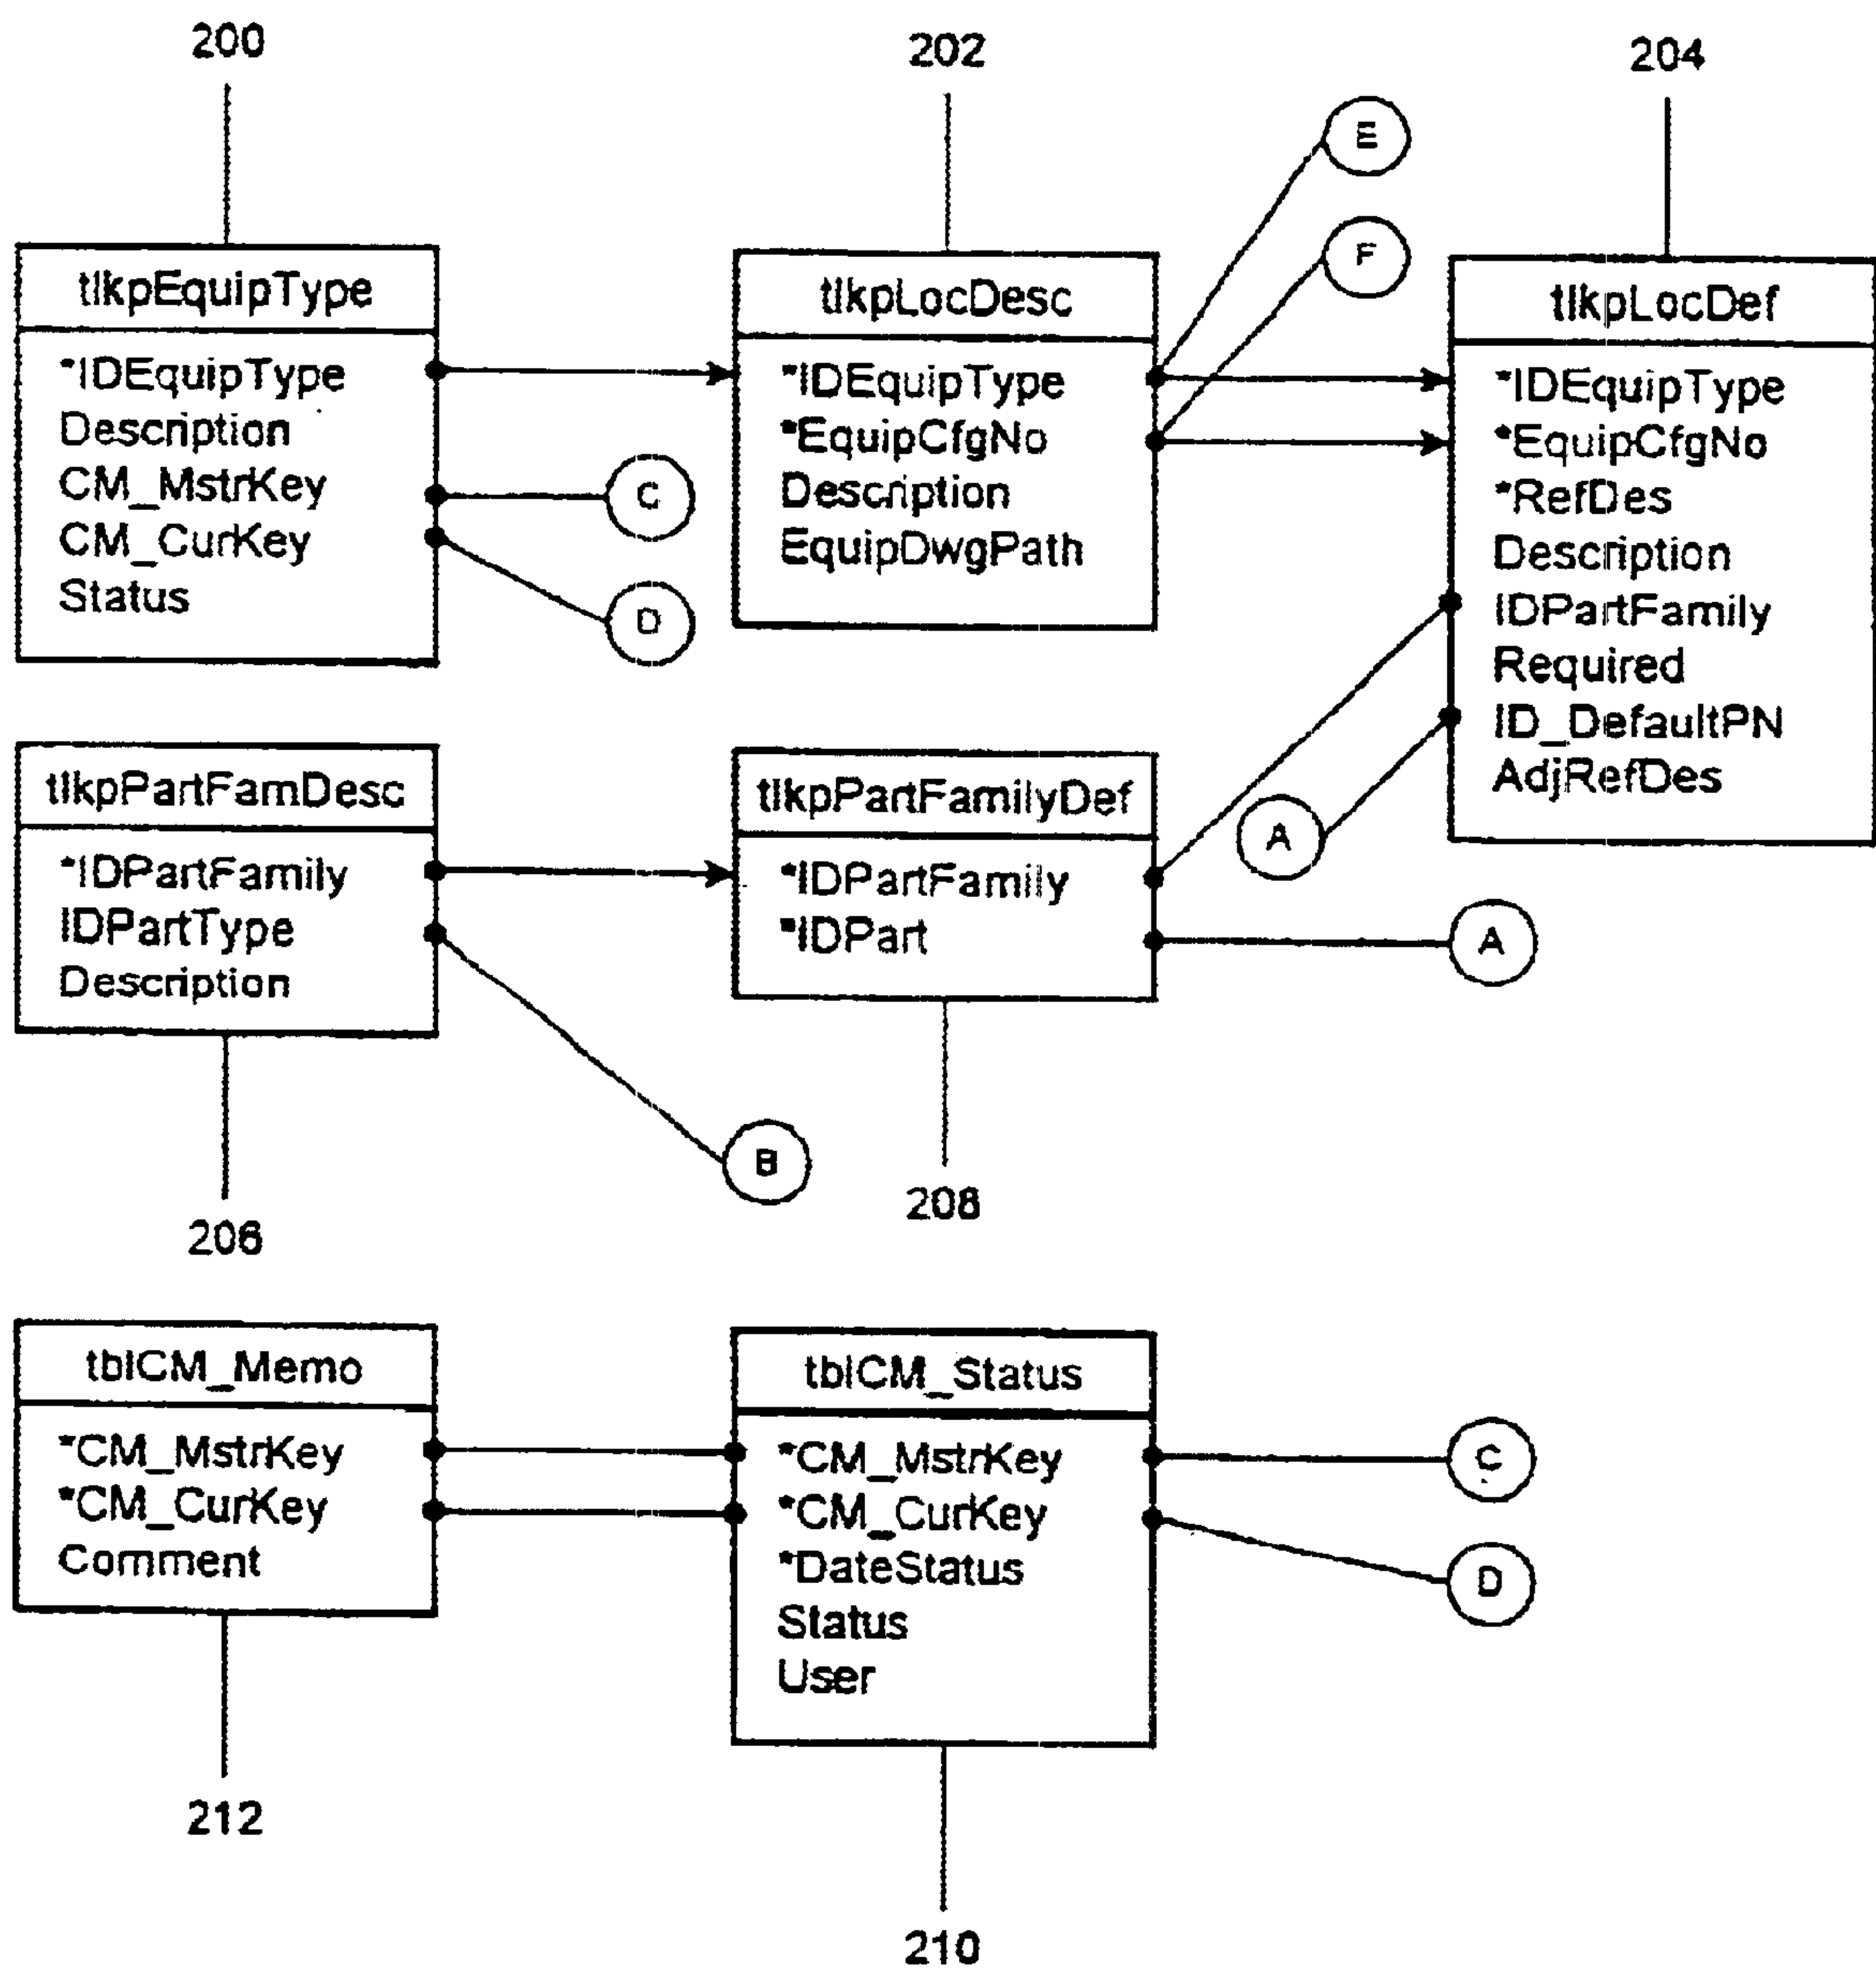 200
202
204
E
F
tlkpEquipType
*IDEquipType
Description
CM_MstrKey
CM_CurKey
Status
C
D
tlkpLocDesc
*IDEquipType
*EquipCfgNo
Description
EquipDwgPath
tlkpLocDef
*IDEquipType
*EquipCfgNo
*RefDes
Description
IDPartFamily
Required
ID_DefaultPN
AdjRefDes
tlkpPartFamDesc
*IDPartFamily
IDPartType
Description
tlkpPartFamilyDef
*IDPartFamily
*IDPart
A
A
B
206
208
tblCM_Memo
*CM_MstrKey
*CM_CurKey
Comment
tblCM_Status
*CM_MstrKey
*CM_CurKey
*DateStatus
Status
User
C
D
212
210